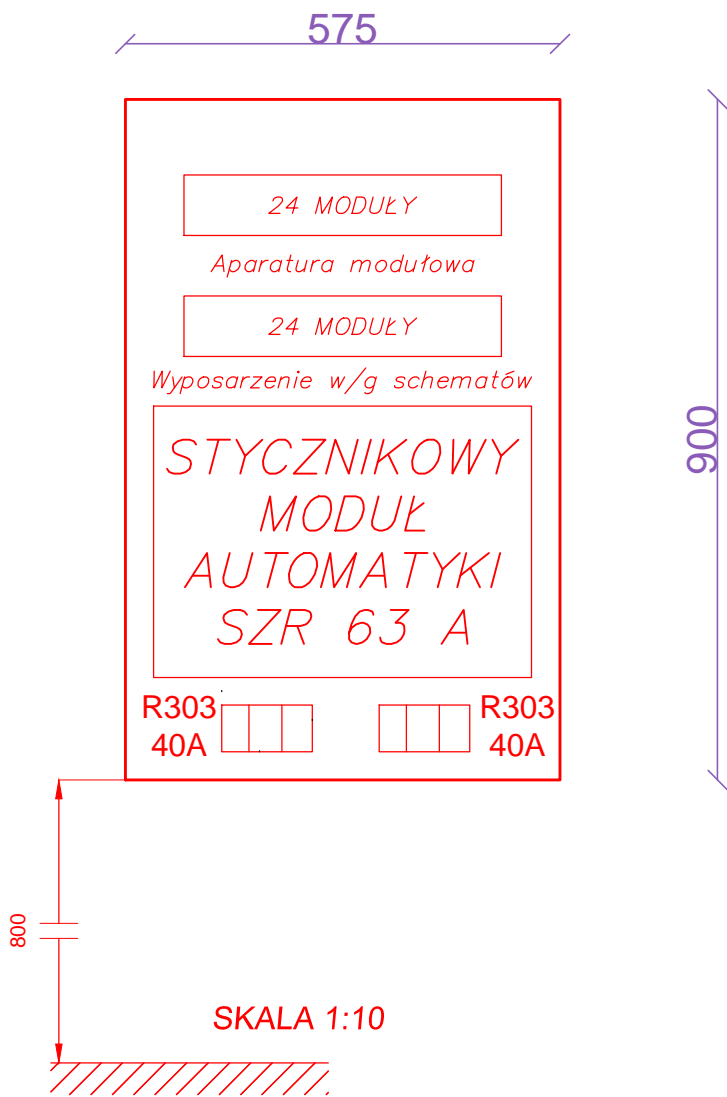 575
24 MODUŁY
Aparatura modułowa
24 MODUŁY
Wyposarzenie w/g schematów
900
STYCZNIKOWY
MODUŁ
AUTOMATYKI
SZR 63 A
R303
40A
R303
40A
800
SKALA 1:10